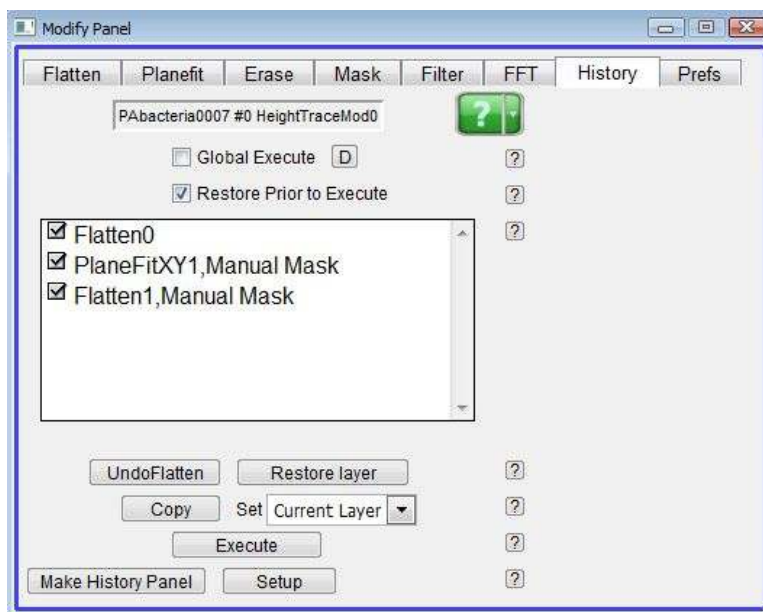 Modify Panel
Flatten Planefit Erase Mask Filter FFT History Prefs
PAbacteria0007 #0 HeightTraceMod0 ?
Global Execute D ?
Restore Prior to Execute ?
Flatten0 ?
PlaneFitXY1,Manual Mask
Flatten1,Manual Mask
UndoFlatten Restore layer ?
Copy Set Current Layer ?
Execute ?
Make History Panel Setup ?